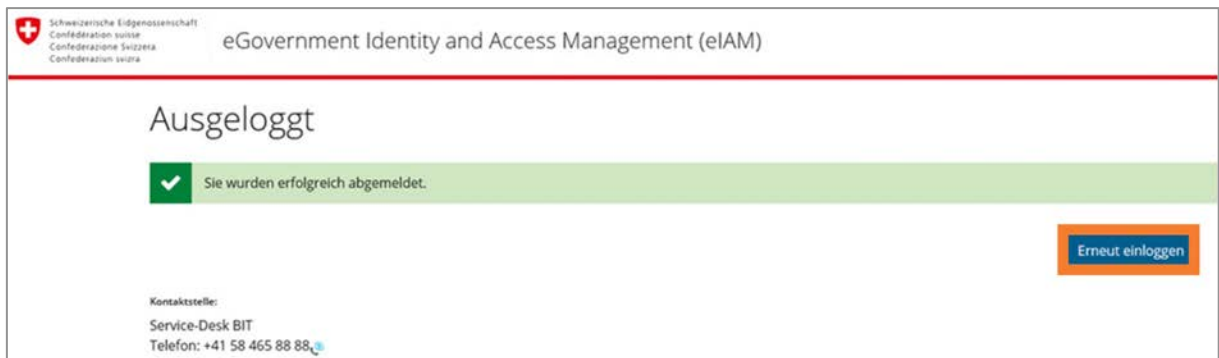 Schweizerische Eidgenossenschaft
Confédération suisse
Confederazione Svizzera
Confederaziun svizra
eGovernment Identity and Access Management (eIAM)
Ausgeloggt
Sie wurden erfolgreich abgemeldet.
Erneut einloggen
Kontaktstelle:
Service-Desk BIT
Telefon: +41 58 465 88 88